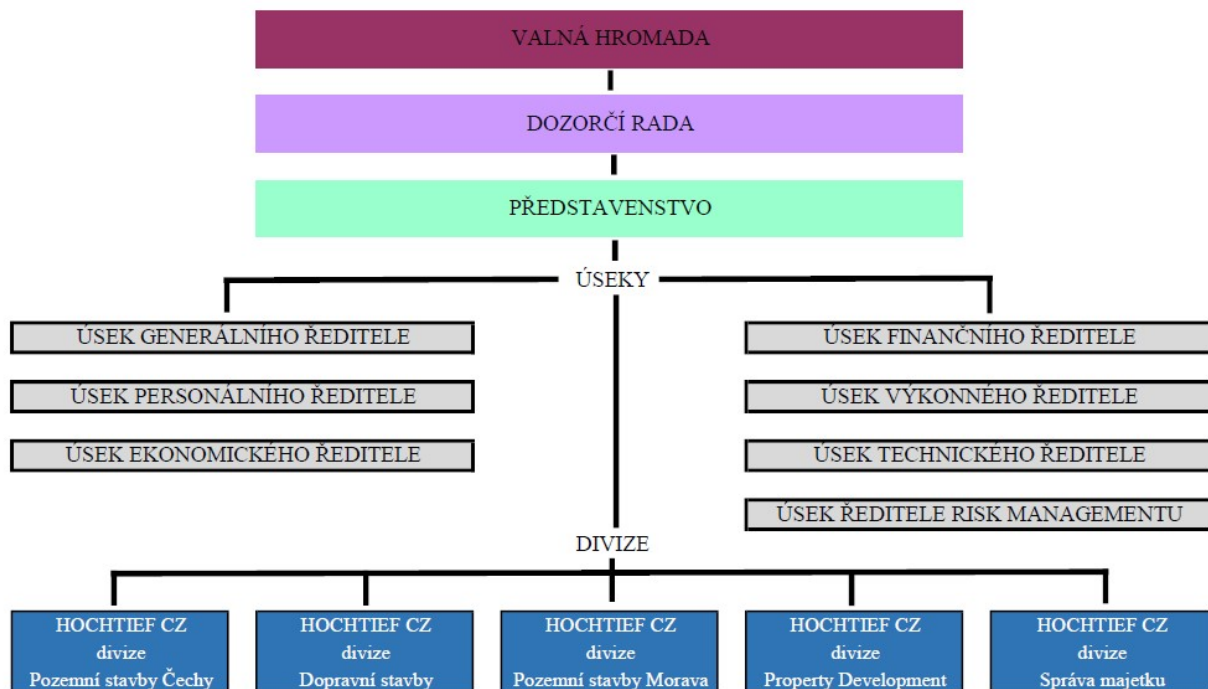 VALNÁ HROMADA
DOZORČÍ RADA
PŘEDSTAVENSTVO
ÚSEKY
ÚSEK GENERÁLNÍHO ŘEDITELE
ÚSEK PERSONÁLNÍHO ŘEDITELE
ÚSEK EKONOMICKÉHO ŘEDITELE
ÚSEK FINANČNÍHO ŘEDITELE
ÚSEK VÝKONNÉHO ŘEDITELE
ÚSEK TECHNICKÉHO ŘEDITELE
ÚSEK ŘEDITELE RISK MANAGEMENTU
DIVIZE
HOCHTIEF CZ
divize
Pozemní stavby Čechy
HOCHTIEF CZ
divize
Dopravní stavby
HOCHTIEF CZ
divize
Pozemní stavby Morava
HOCHTIEF CZ
divize
Property Development
HOCHTIEF CZ
divize
Správa majetku